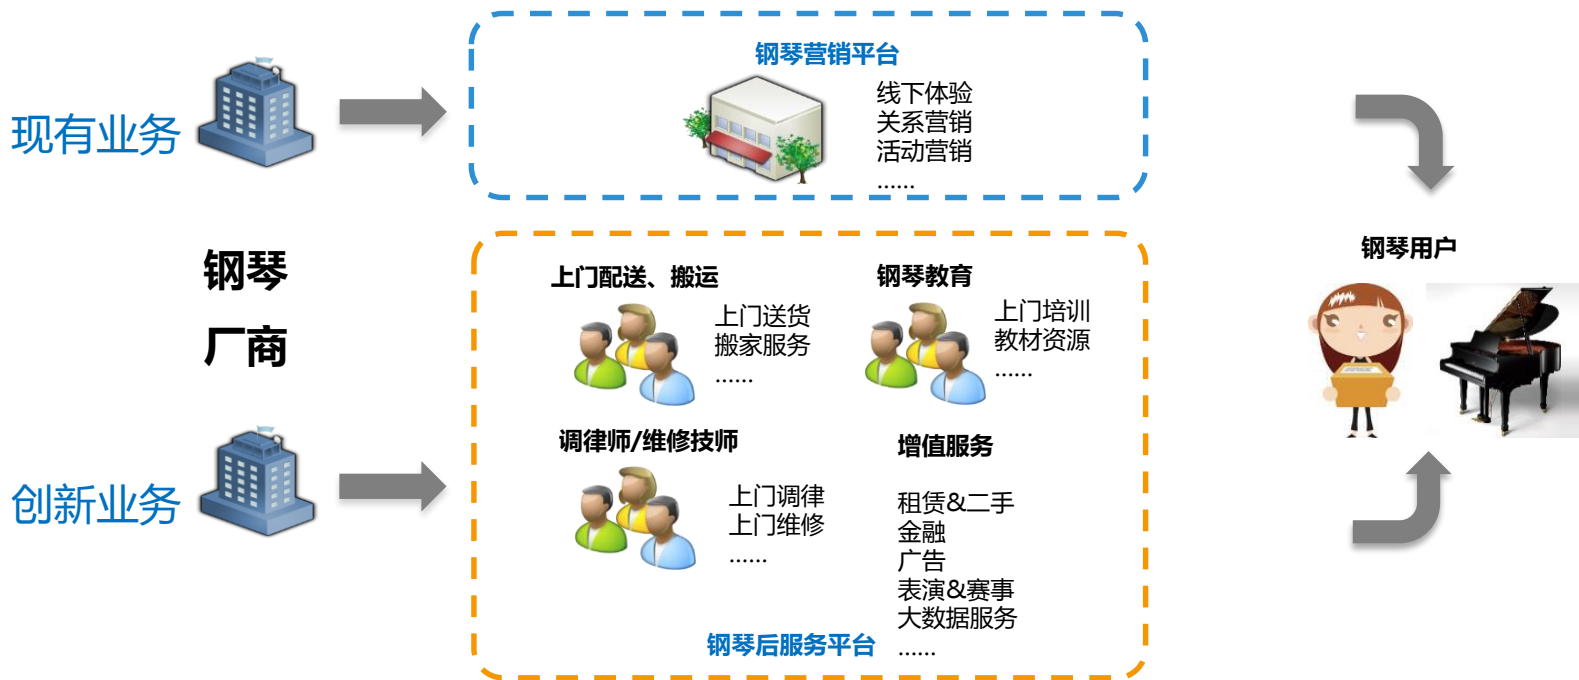 现有业务
钢琴营销平台
线下体验
关系营销
活动营销
......
钢琴
厂商
创新业务
上门配送、搬运
上门送货
搬家服务
......
钢琴教育
上门培训
教材资源
......
调律师/维修技师
上门调律
上门维修
......
增值服务
租赁&二手
金融
广告
表演&赛事
大数据服务
......
钢琴后服务平台
钢琴用户